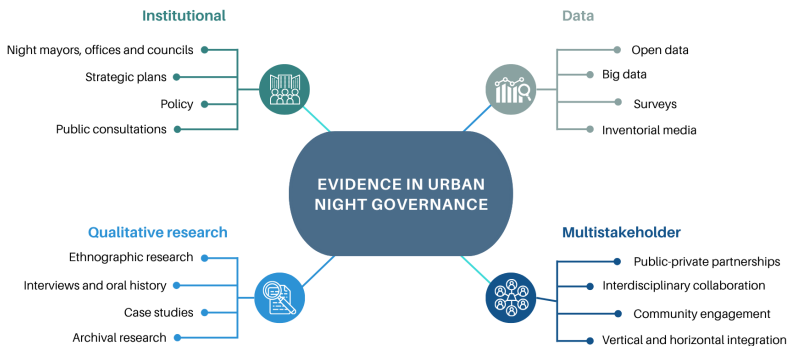 Institutional
Night mayors, offices and councils
Strategic plans
Policy
Public consultations
Data
Open data
Big data
Surveys
Inventorial media
EVIDENCE IN URBAN
NIGHT GOVERNANCE
Qualitative research
Ethnographic research
Interviews and oral history
Case studies
Archival research
Multistakeholder
Public-private partnerships
Interdisciplinary collaboration
Community engagement
Vertical and horizontal integration